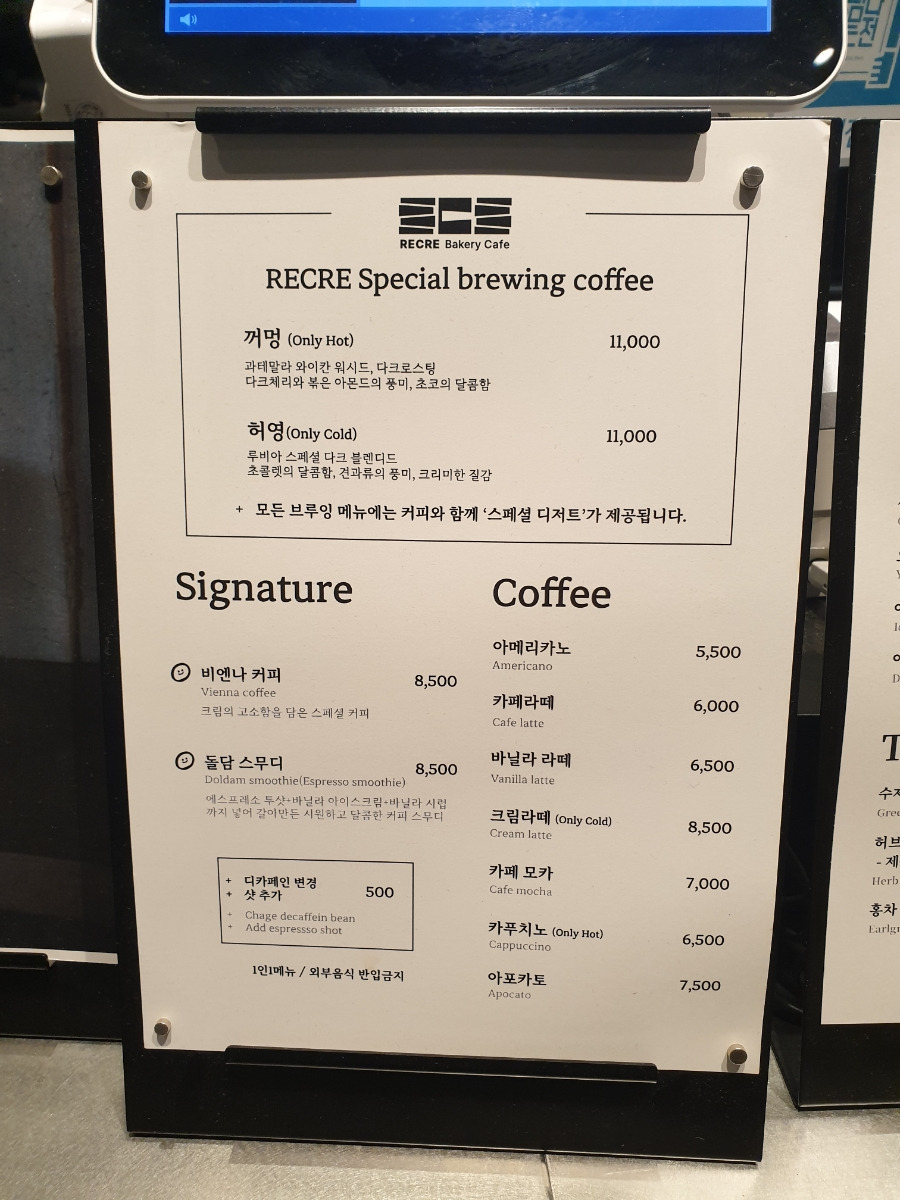 RECRE Bakery Cafe
RECRE Special brewing coffee
꺼멍 (Only Hot) 11,000
과테말라 와이칸 워시드, 다크로스팅
다크체리와 볶은 아몬드의 풍미, 초코의 달콤함
허영(Only Cold) 11,000
루비아 스페셜 다크 블렌디드
초콜렛의 달콤함, 견과류의 풍미, 크리미한 질감
+ 모든 브루잉 메뉴에는 커피와 함께 ‘스페셜 디저트’가 제공됩니다.
Signature
비엔나 커피 8,500
Vienna coffee
크림의 고소함을 담은 스페셜 커피
돌담 스무디 8,500
Doldam smoothie(Espresso smoothie)
에스프레소 투샷+바닐라 아이스크림+바닐라 시럽
까지 넣어 갈아만든 시원하고 달콤한 커피 스무디
+ 디카페인 변경
+ 샷 추가 500
+ Chage decaffein bean
+ Add espressso shot
1인1메뉴 / 외부음식 반입금지
Coffee
아메리카노 5,500
Americano
카페라떼 6,000
Cafe latte
바닐라 라떼 6,500
Vanilla latte
크림라떼 (Only Cold) 8,500
Cream latte
카페 모카 7,000
Cafe mocha
카푸치노 (Only Hot) 6,500
Cappuccino
아포카토 7,500
Apocato
허브
- 제
Herb
홍차
Earlgr